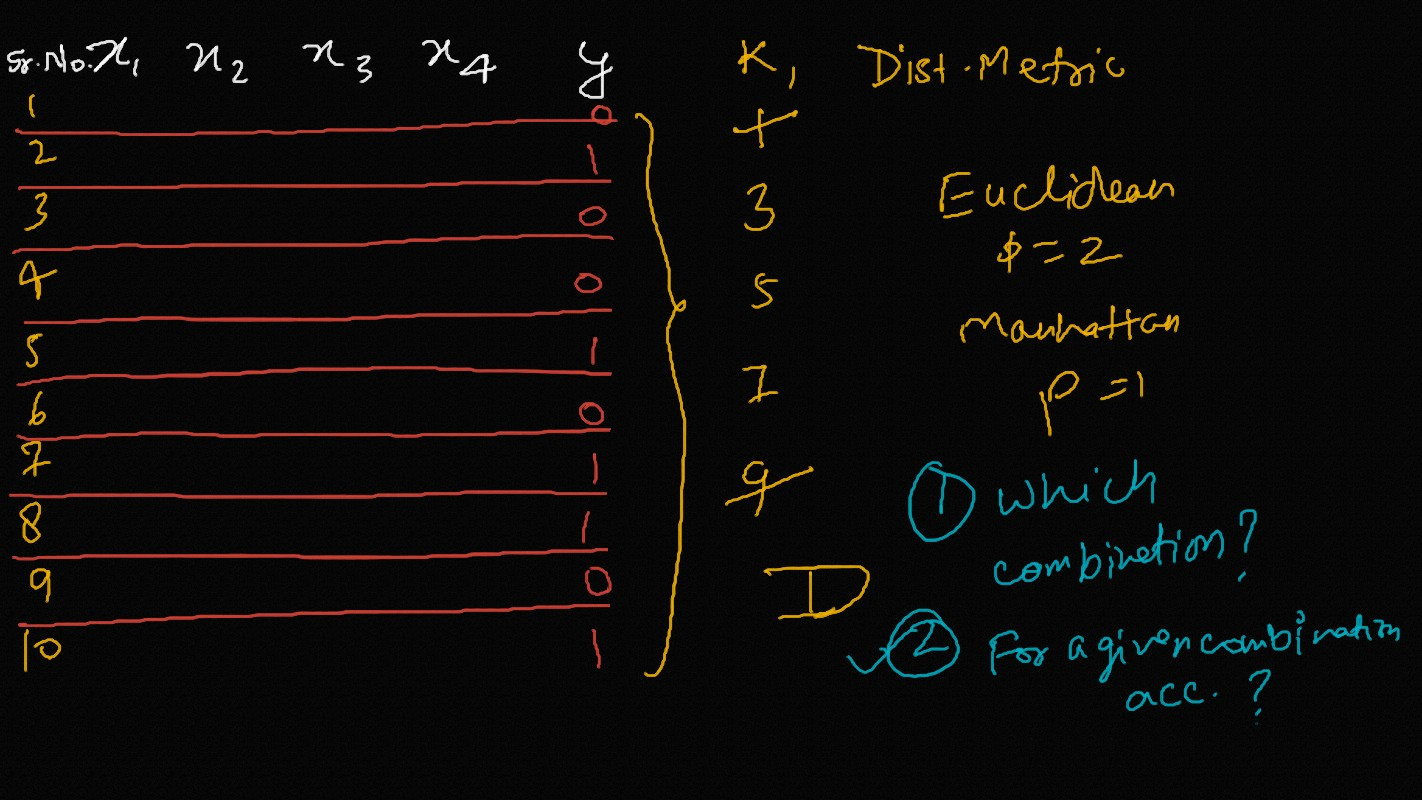 Sr.No. x1 x2 x3 x4 y
1 0
2 1
3 0
4 0
5 1
6 0
7 1
8 1
9 0
10 1
K, Dist.Metric
1
3
5
7
9
D
Euclidean
p=2
Manhattan
p=1
① which
combination?
② For a given combination
acc. ?